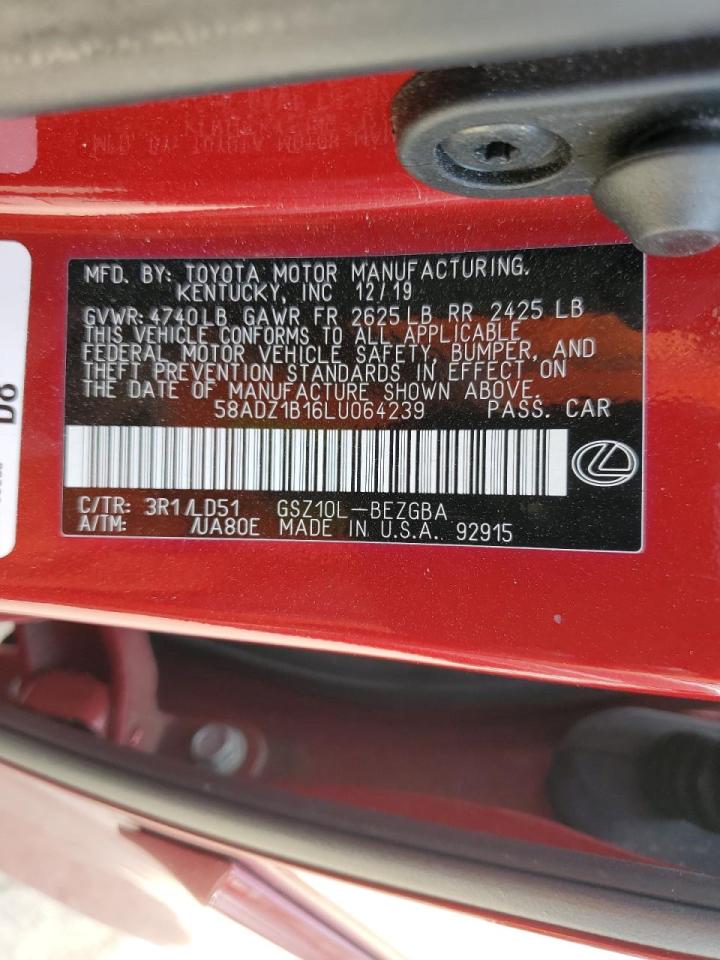 MFD. BY: TOYOTA MOTOR MANUFACTURING.
KENTUCKY, INC 12/19
GVWR: 4740LB GAWR FR 2625LB RR 2425 LB
THIS VEHICLE CONFORMS TO ALL APPLICABLE
FEDERAL MOTOR VEHICLE SAFETY, BUMPER, AND
THEFT PREVENTION STANDARDS IN EFFECT ON
THE DATE OF MANUFACTURE SHOWN ABOVE.
58ADZ1B16LU064239 PASS. CAR
C/TR: 3R1/LD51 GSZ10L-BEZGBA
A/TM: /UA80E MADE IN U.S.A. 92915
D8